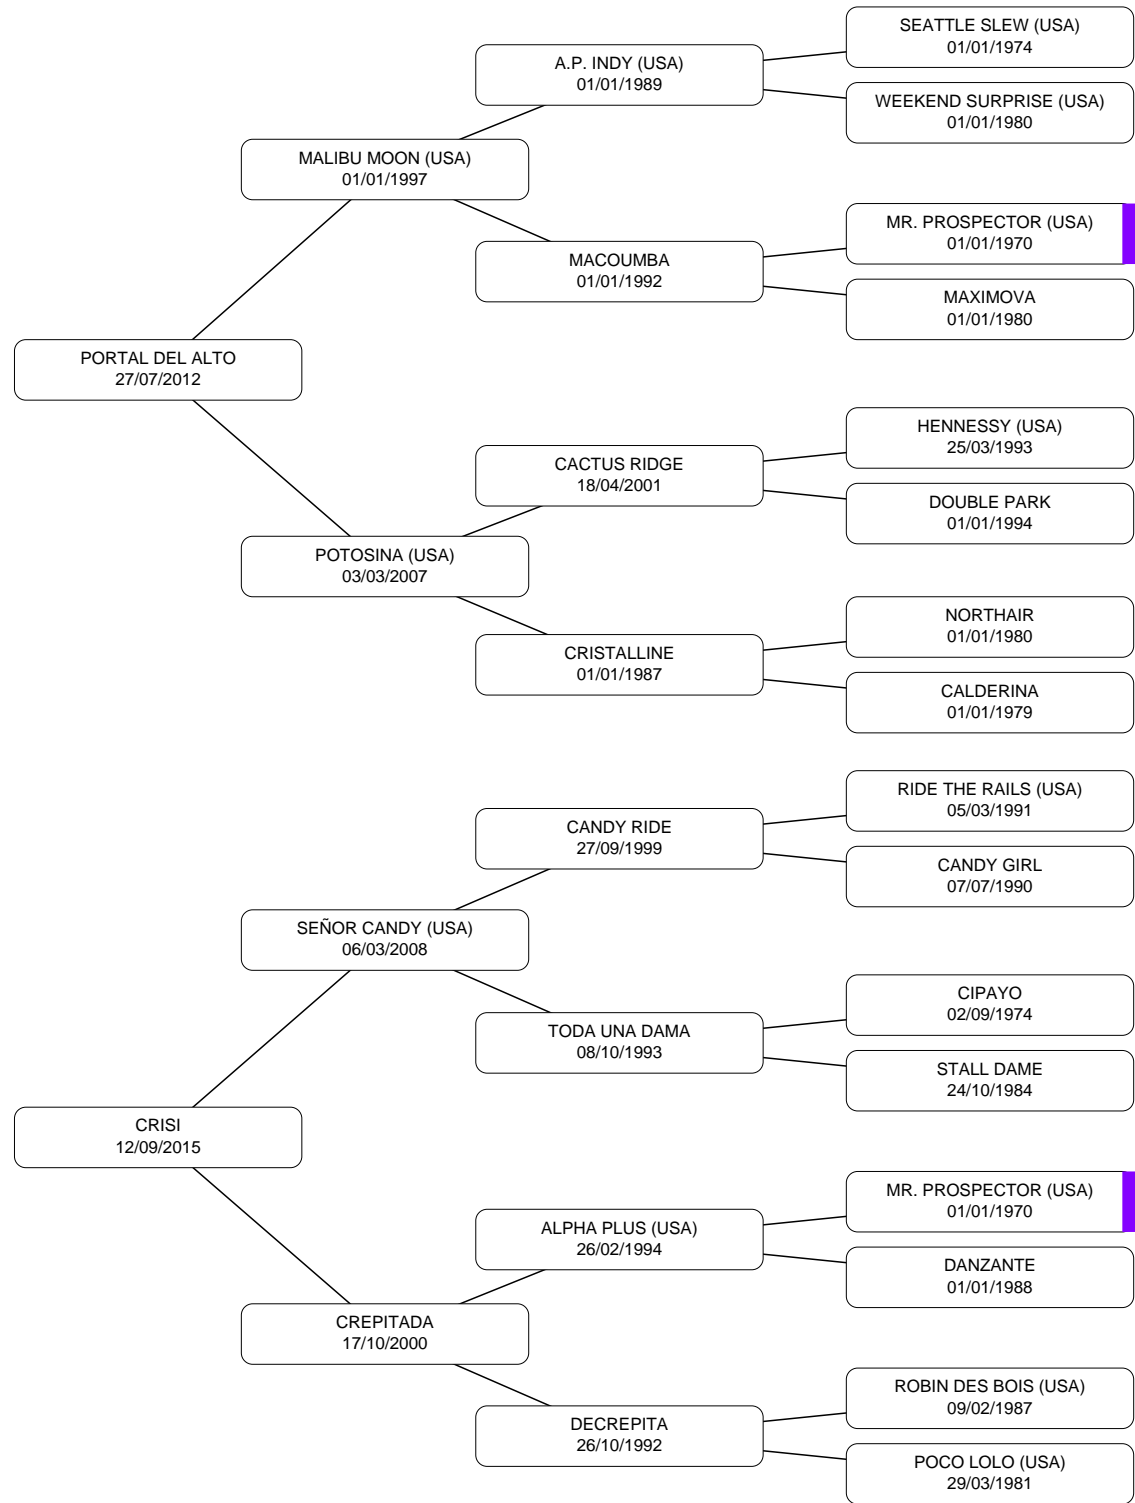 SEATTLE SLEW (USA)
01/01/1974
A.P. INDY (USA)
01/01/1989
WEEKEND SURPRISE (USA)
01/01/1980
MALIBU MOON (USA)
01/01/1997
MR. PROSPECTOR (USA)
01/01/1970
MACOUMBA
01/01/1992
MAXIMOVA
01/01/1980
PORTAL DEL ALTO
27/07/2012
HENNESSY (USA)
25/03/1993
CACTUS RIDGE
18/04/2001
DOUBLE PARK
01/01/1994
POTOSINA (USA)
03/03/2007
NORTHAIR
01/01/1980
CRISTALLINE
01/01/1987
CALDERINA
01/01/1979
RIDE THE RAILS (USA)
05/03/1991
CANDY RIDE
27/09/1999
CANDY GIRL
07/07/1990
SEÑOR CANDY (USA)
06/03/2008
CIPAYO
02/09/1974
TODA UNA DAMA
08/10/1993
STALL DAME
24/10/1984
CRISI
12/09/2015
MR. PROSPECTOR (USA)
01/01/1970
ALPHA PLUS (USA)
26/02/1994
DANZANTE
01/01/1988
CREPITADA
17/10/2000
ROBIN DES BOIS (USA)
09/02/1987
DECREPITA
26/10/1992
POCO LOLO (USA)
29/03/1981